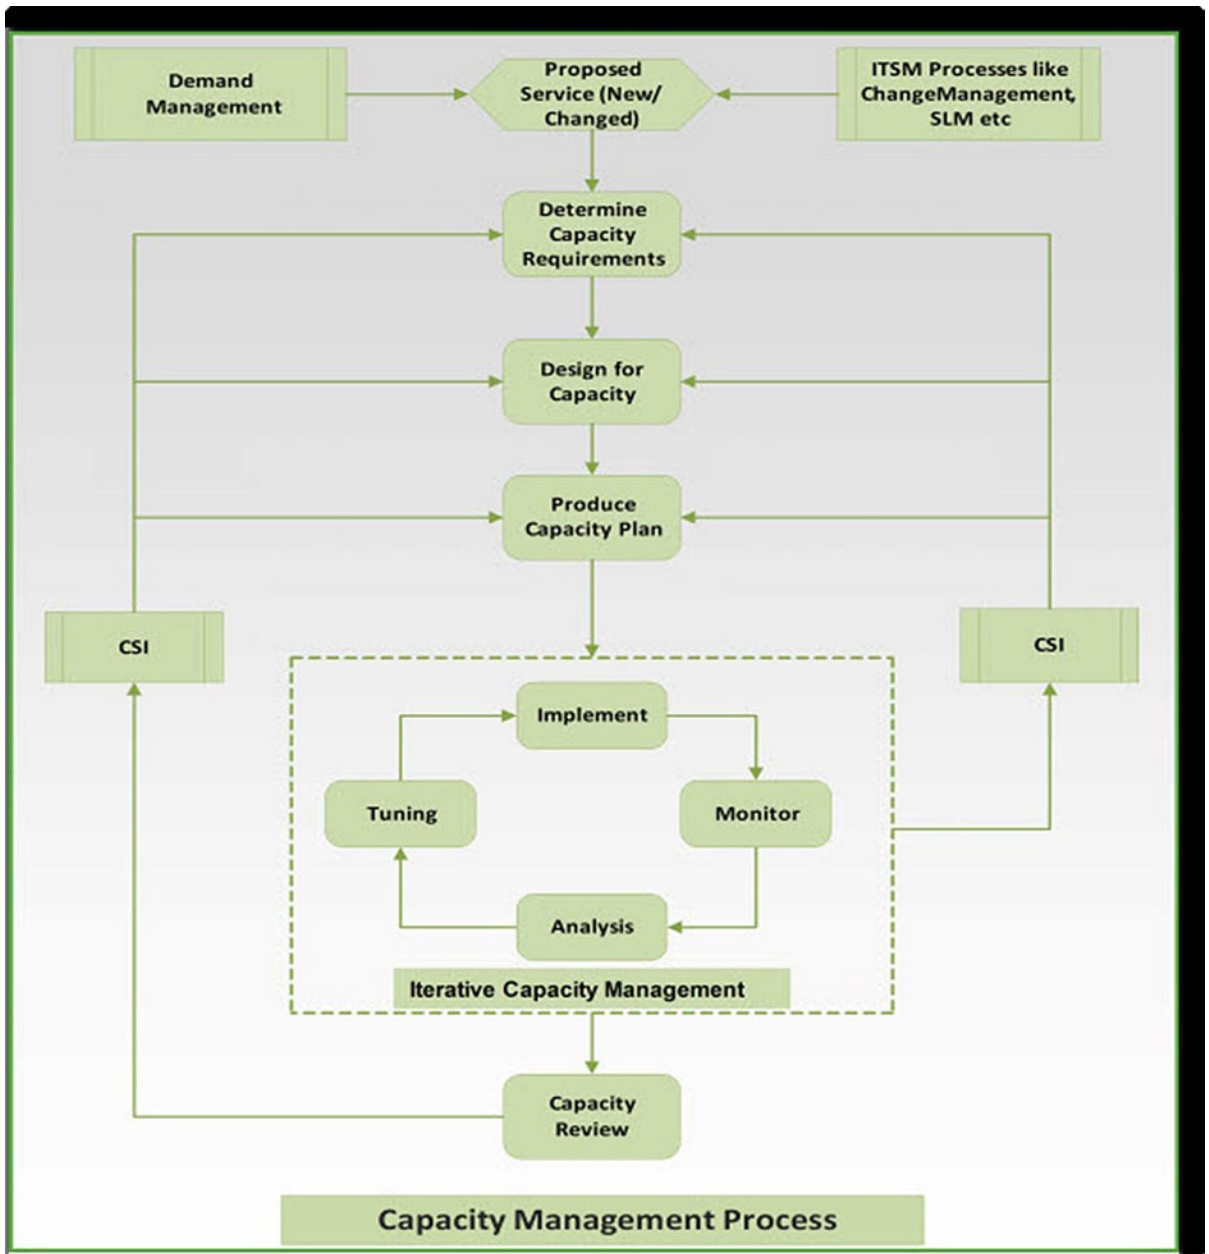 Demand
Management
Proposed
Service (New/
Changed)
ITSM Processes like
ChangeManagement,
SLM etc
Determine
Capacity
Requirements
Design for
Capacity
Produce
Capacity Plan
CSI
CSI
Implement
Tuning
Monitor
Analysis
Iterative Capacity Management
Capacity
Review
Capacity Management Process